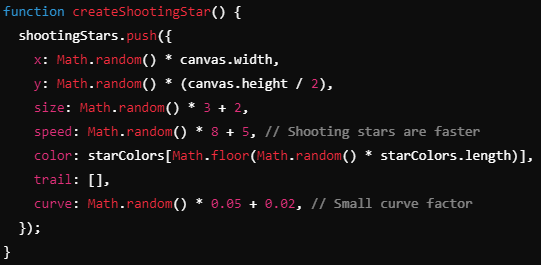 function createShootingStar() {
  shootingStars.push({
    x: Math.random() * canvas.width,
    y: Math.random() * (canvas.height / 2),
    size: Math.random() * 3 + 2,
    speed: Math.random() * 8 + 5, // Shooting stars are faster
    color: starColors[Math.floor(Math.random() * starColors.length)],
    trail: [],
    curve: Math.random() * 0.05 + 0.02, // Small curve factor
  });
}